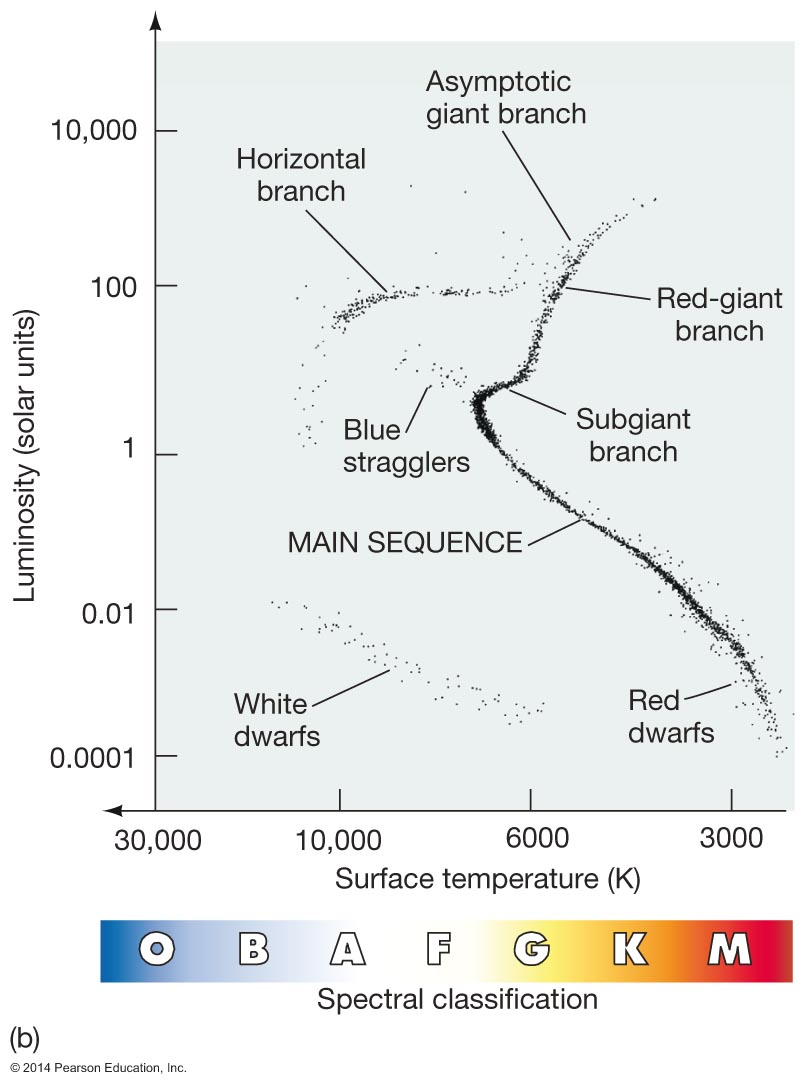 Asymptotic
giant branch
10,000
Horizontal
branch
100
Red-giant
branch
Luminosity (solar units)
Blue
stragglers
Subgiant
branch
1
MAIN SEQUENCE
0.01
White
dwarfs
Red
dwarfs
0.0001
30,000 10,000 6000 3000
Surface temperature (K)
O B A F G K M
Spectral classification
(b)
© 2014 Pearson Education, Inc.